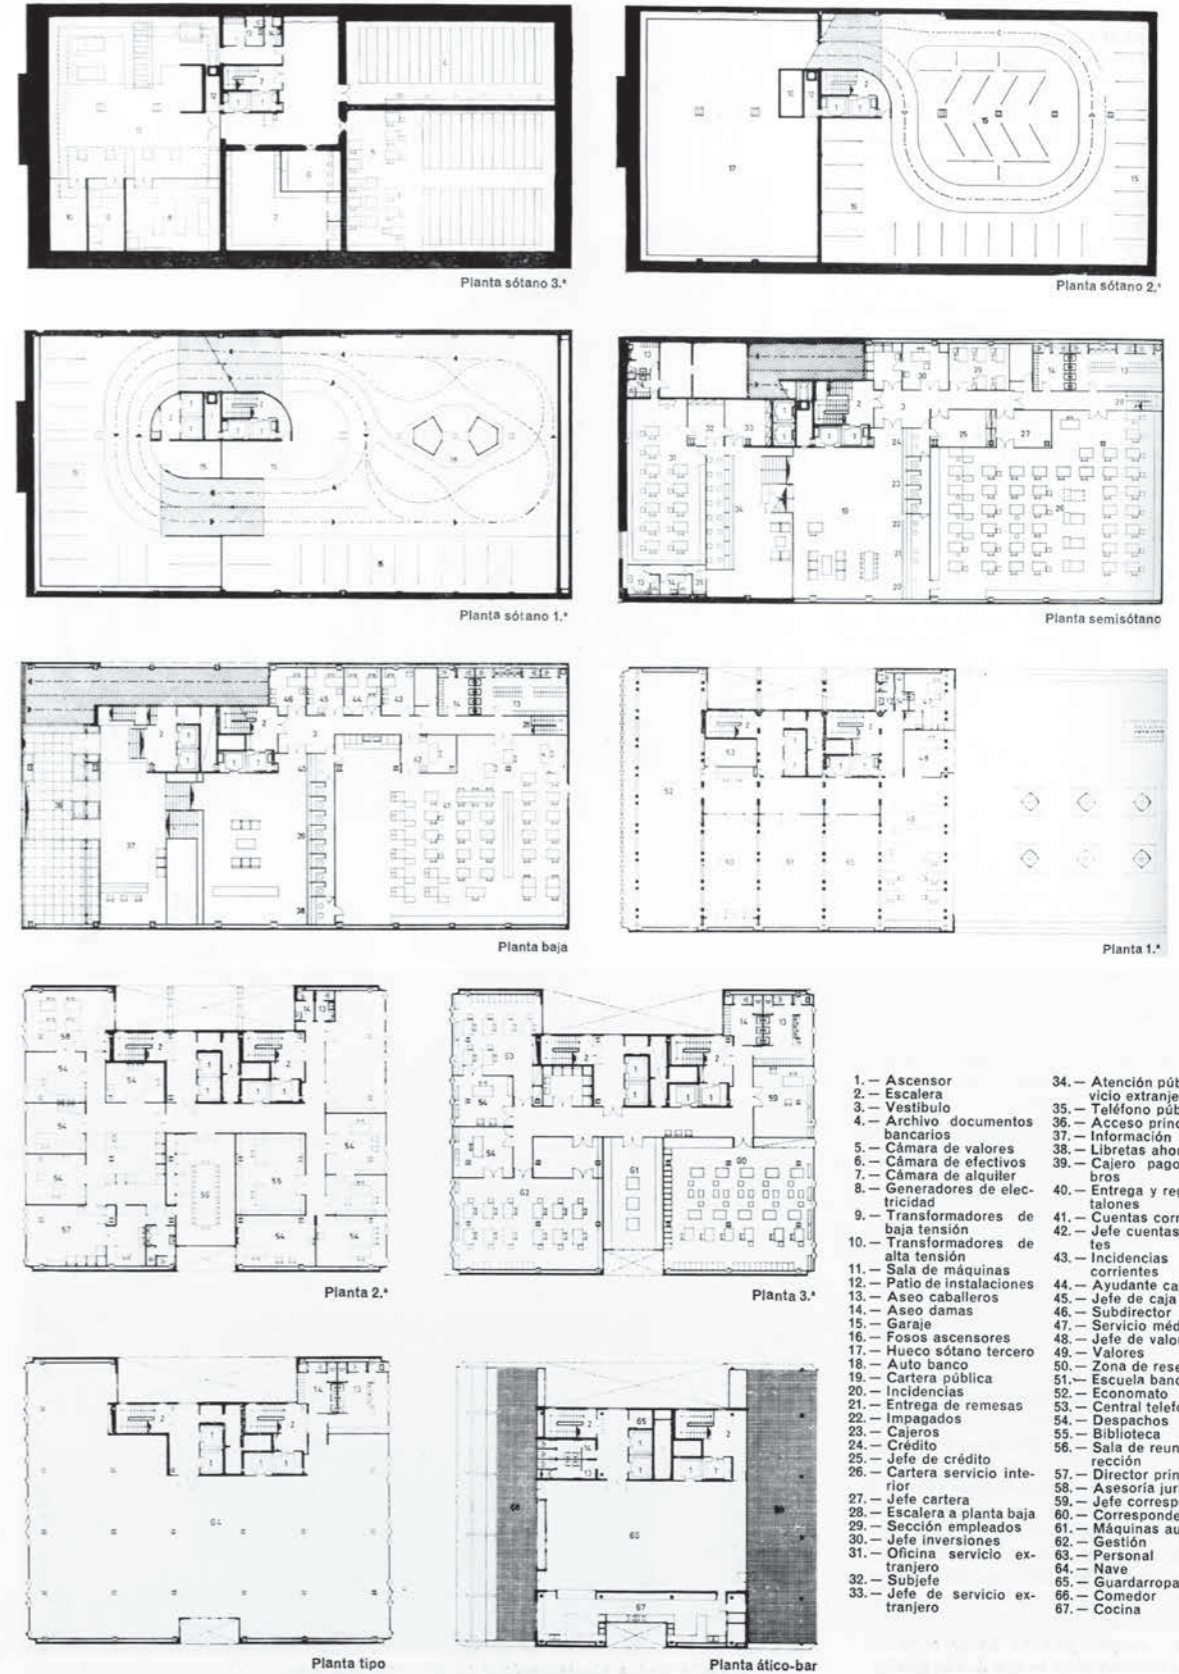 Planta sótano 3.ª
Planta sótano 2.ª
Planta sótano 1.ª
Planta semisótano
Planta baja
Planta 1.ª
Planta 2.ª
Planta 3.ª
Planta tipo
Planta ático-bar
1.— Ascensor
2.— Escalera
3.— Vestíbulo
4.— Archivo documentos
bancarios
5.— Cámara de valores
6.— Cámara de efectivos
7.— Cámara de alquiler
8.— Generadores de elec-
tricidad
9.— Transformadores de
baja tensión
10.— Transformadores de
alta tensión
11.— Sala de máquinas
12.— Patio de instalaciones
13.— Aseo caballeros
14.— Aseo damas
15.— Garaje
16.— Fosos ascensores
17.— Hueco sótano tercero
18.— Auto banco
19.— Cartera pública
20.— Incidencias
21.— Entrega de remesas
22.— Impagados
23.— Cajeros
24.— Crédito
25.— Jefe de crédito
26.— Cartera servicio inte-
rior
27.— Jefe cartera
28.— Escalera a planta baja
29.— Sección empleados
30.— Jefe inversiones
31.— Oficina servicio ex-
tranjero
32.— Subjefe
33.— Jefe de servicio ex-
tranjero
34.— Atención púb
vicio extranje
35.— Teléfono púb
36.— Acceso princ
37.— Información
38.— Libretas ahor
39.— Cajero pago
bros
40.— Entrega y reg
talones
41.— Cuentas corr
42.— Jefe cuentas
tes
43.— Incidencias
corrientes
44.— Ayudante ca
45.— Jefe de caja
46.— Subdirector
47.— Servicio méd
48.— Jefe de valor
49.— Valores
50.— Zona de rese
51.— Escuela banc
52.— Economato
53.— Central telefo
54.— Despachos
55.— Biblioteca
56.— Sala de reun
rección
57.— Director prin
58.— Asesoría jurí
59.— Jefe corresp
60.— Corresponde
61.— Máquinas au
62.— Gestión
63.— Personal
64.— Nave
65.— Guardarropa
66.— Comedor
67.— Cocina